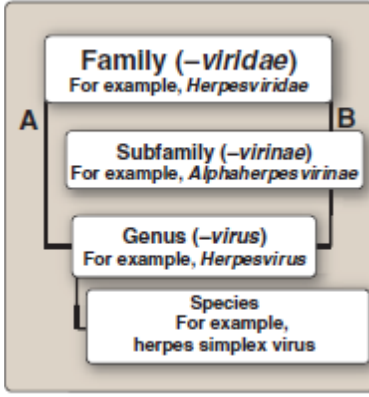 Family (–viridae)
For example, Herpesviridae
A
B
Subfamily (–virinae)
For example, Alphaherpesvirinae
Genus (-virus)
For example, Herpesvirus
Species
For example,
herpes simplex virus